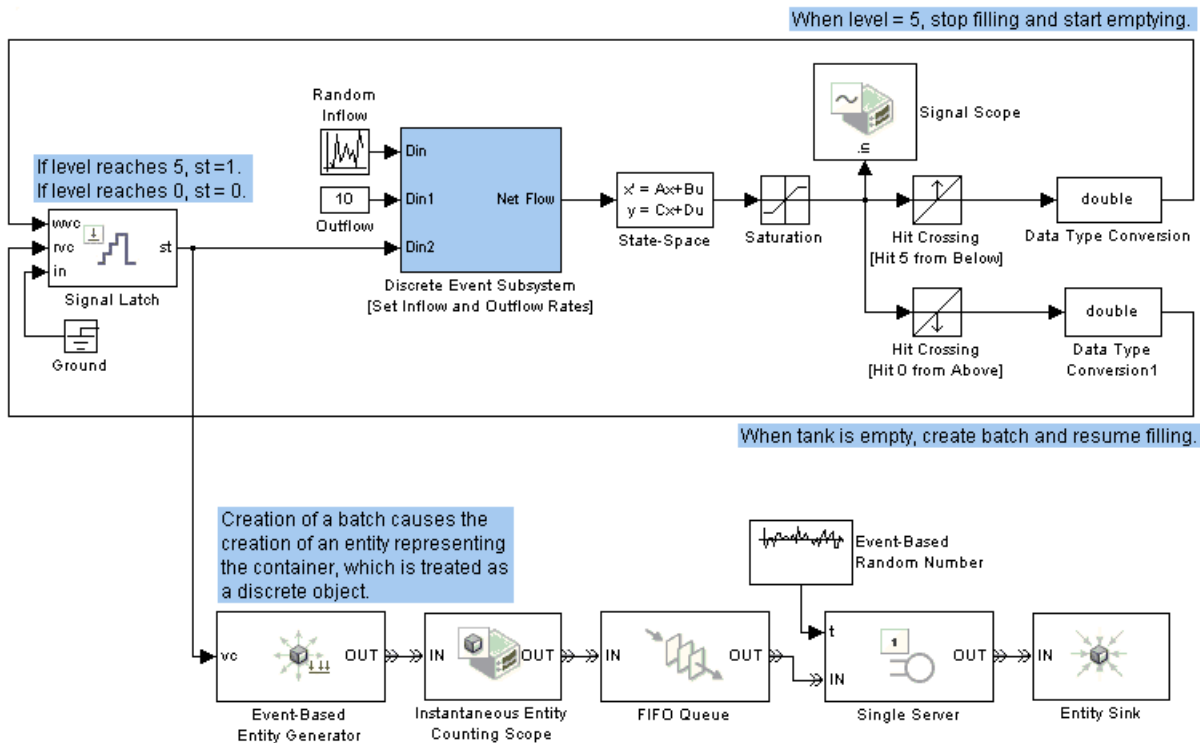 When level = 5, stop filling and start emptying.
Random
Inflow
Signal Scope
in
If level reaches 5, st =1.
If level reaches 0, st = 0.
Din
Din1
Din2
Net Flow
10
Outflow
x' = Ax+Bu
y = Cx+Du
State-Space
Saturation
Hit Crossing
[Hit 5 from Below]
double
Data Type Conversion
wvc
rvc
in
st
Signal Latch
Discrete Event Subsystem
[Set Inflow and Outflow Rates]
Ground
Hit Crossing
[Hit 0 from Above]
double
Data Type
Conversion1
When tank is empty, create batch and resume filling.
Creation of a batch causes the
creation of an entity representing
the container, which is treated as
a discrete object.
Event-Based
Random Number
vc
OUT
Event-Based
Entity Generator
IN
OUT
Instantaneous Entity
Counting Scope
IN
OUT
FIFO Queue
t
IN
1
OUT
Single Server
IN
Entity Sink